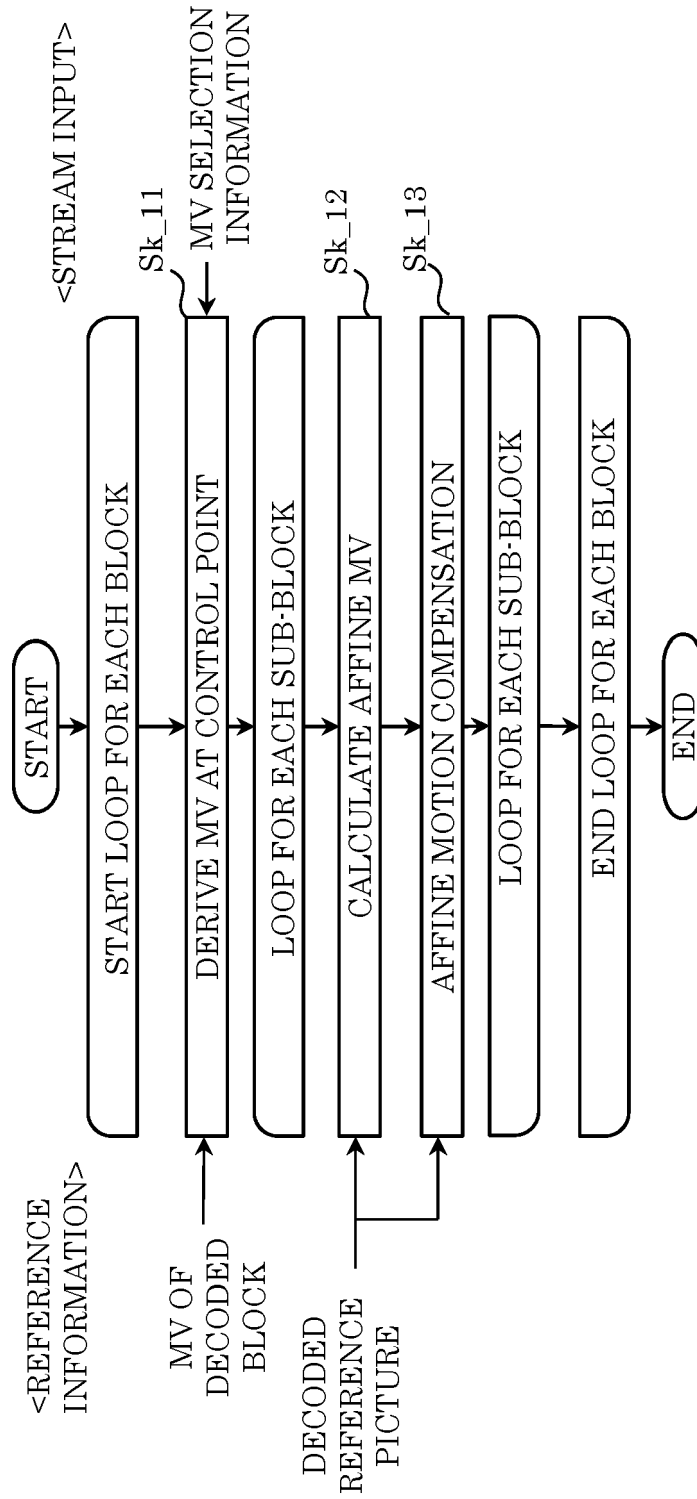 <REFERENCE
INFORMATION>
<STREAM INPUT>
START
START LOOP FOR EACH BLOCK
Sk_11
MV OF
DECODED
BLOCK
DERIVE MV AT CONTROL POINT
MV SELECTION
INFORMATION
LOOP FOR EACH SUB-BLOCK
Sk_12
DECODED
REFERENCE
PICTURE
CALCULATE AFFINE MV
Sk_13
AFFINE MOTION COMPENSATION
LOOP FOR EACH SUB-BLOCK
END LOOP FOR EACH BLOCK
END